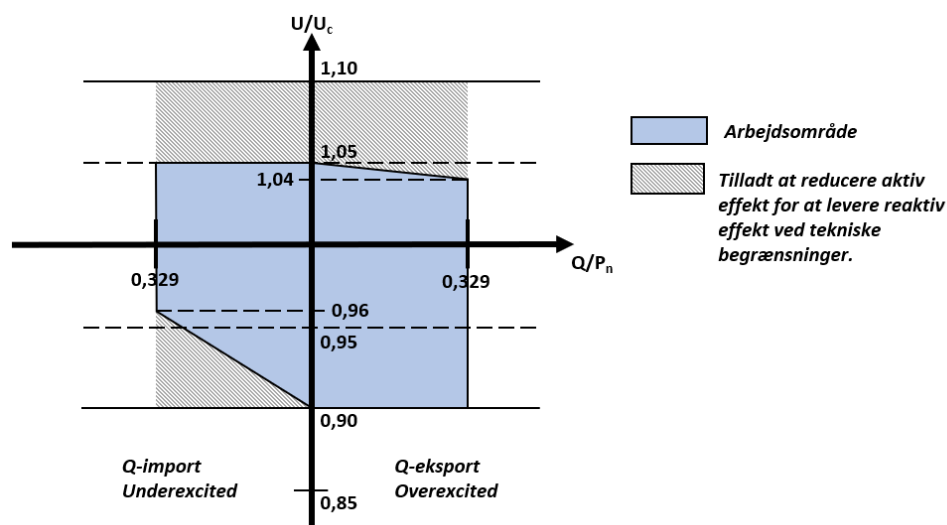 U/Uc
1,10
1,05
1,04
Arbejdsområde
Tilladt at reducere aktiv
effekt for at levere reaktiv
effekt ved tekniske
begrænsninger.
0,329
0,329
Q/Pn
0,96
0,95
0,90
Q-import
Underexcited
Q-eksport
Overexcited
0,85